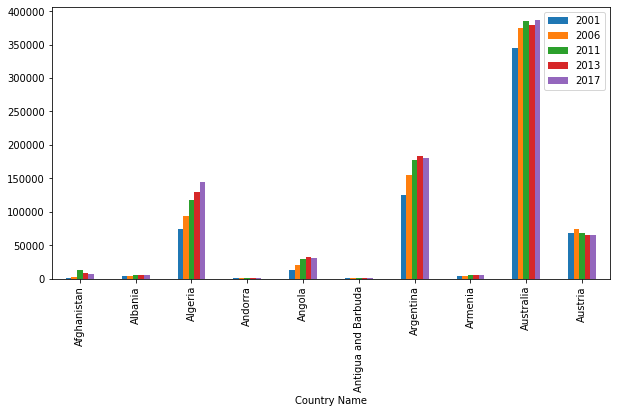 400000
350000
300000
250000
200000
150000
100000
50000
0
2001
2006
2011
2013
2017
Afghanistan
Albania
Algeria
Andorra
Angola
Antigua and Barbuda
Argentina
Armenia
Australia
Austria
Country Name